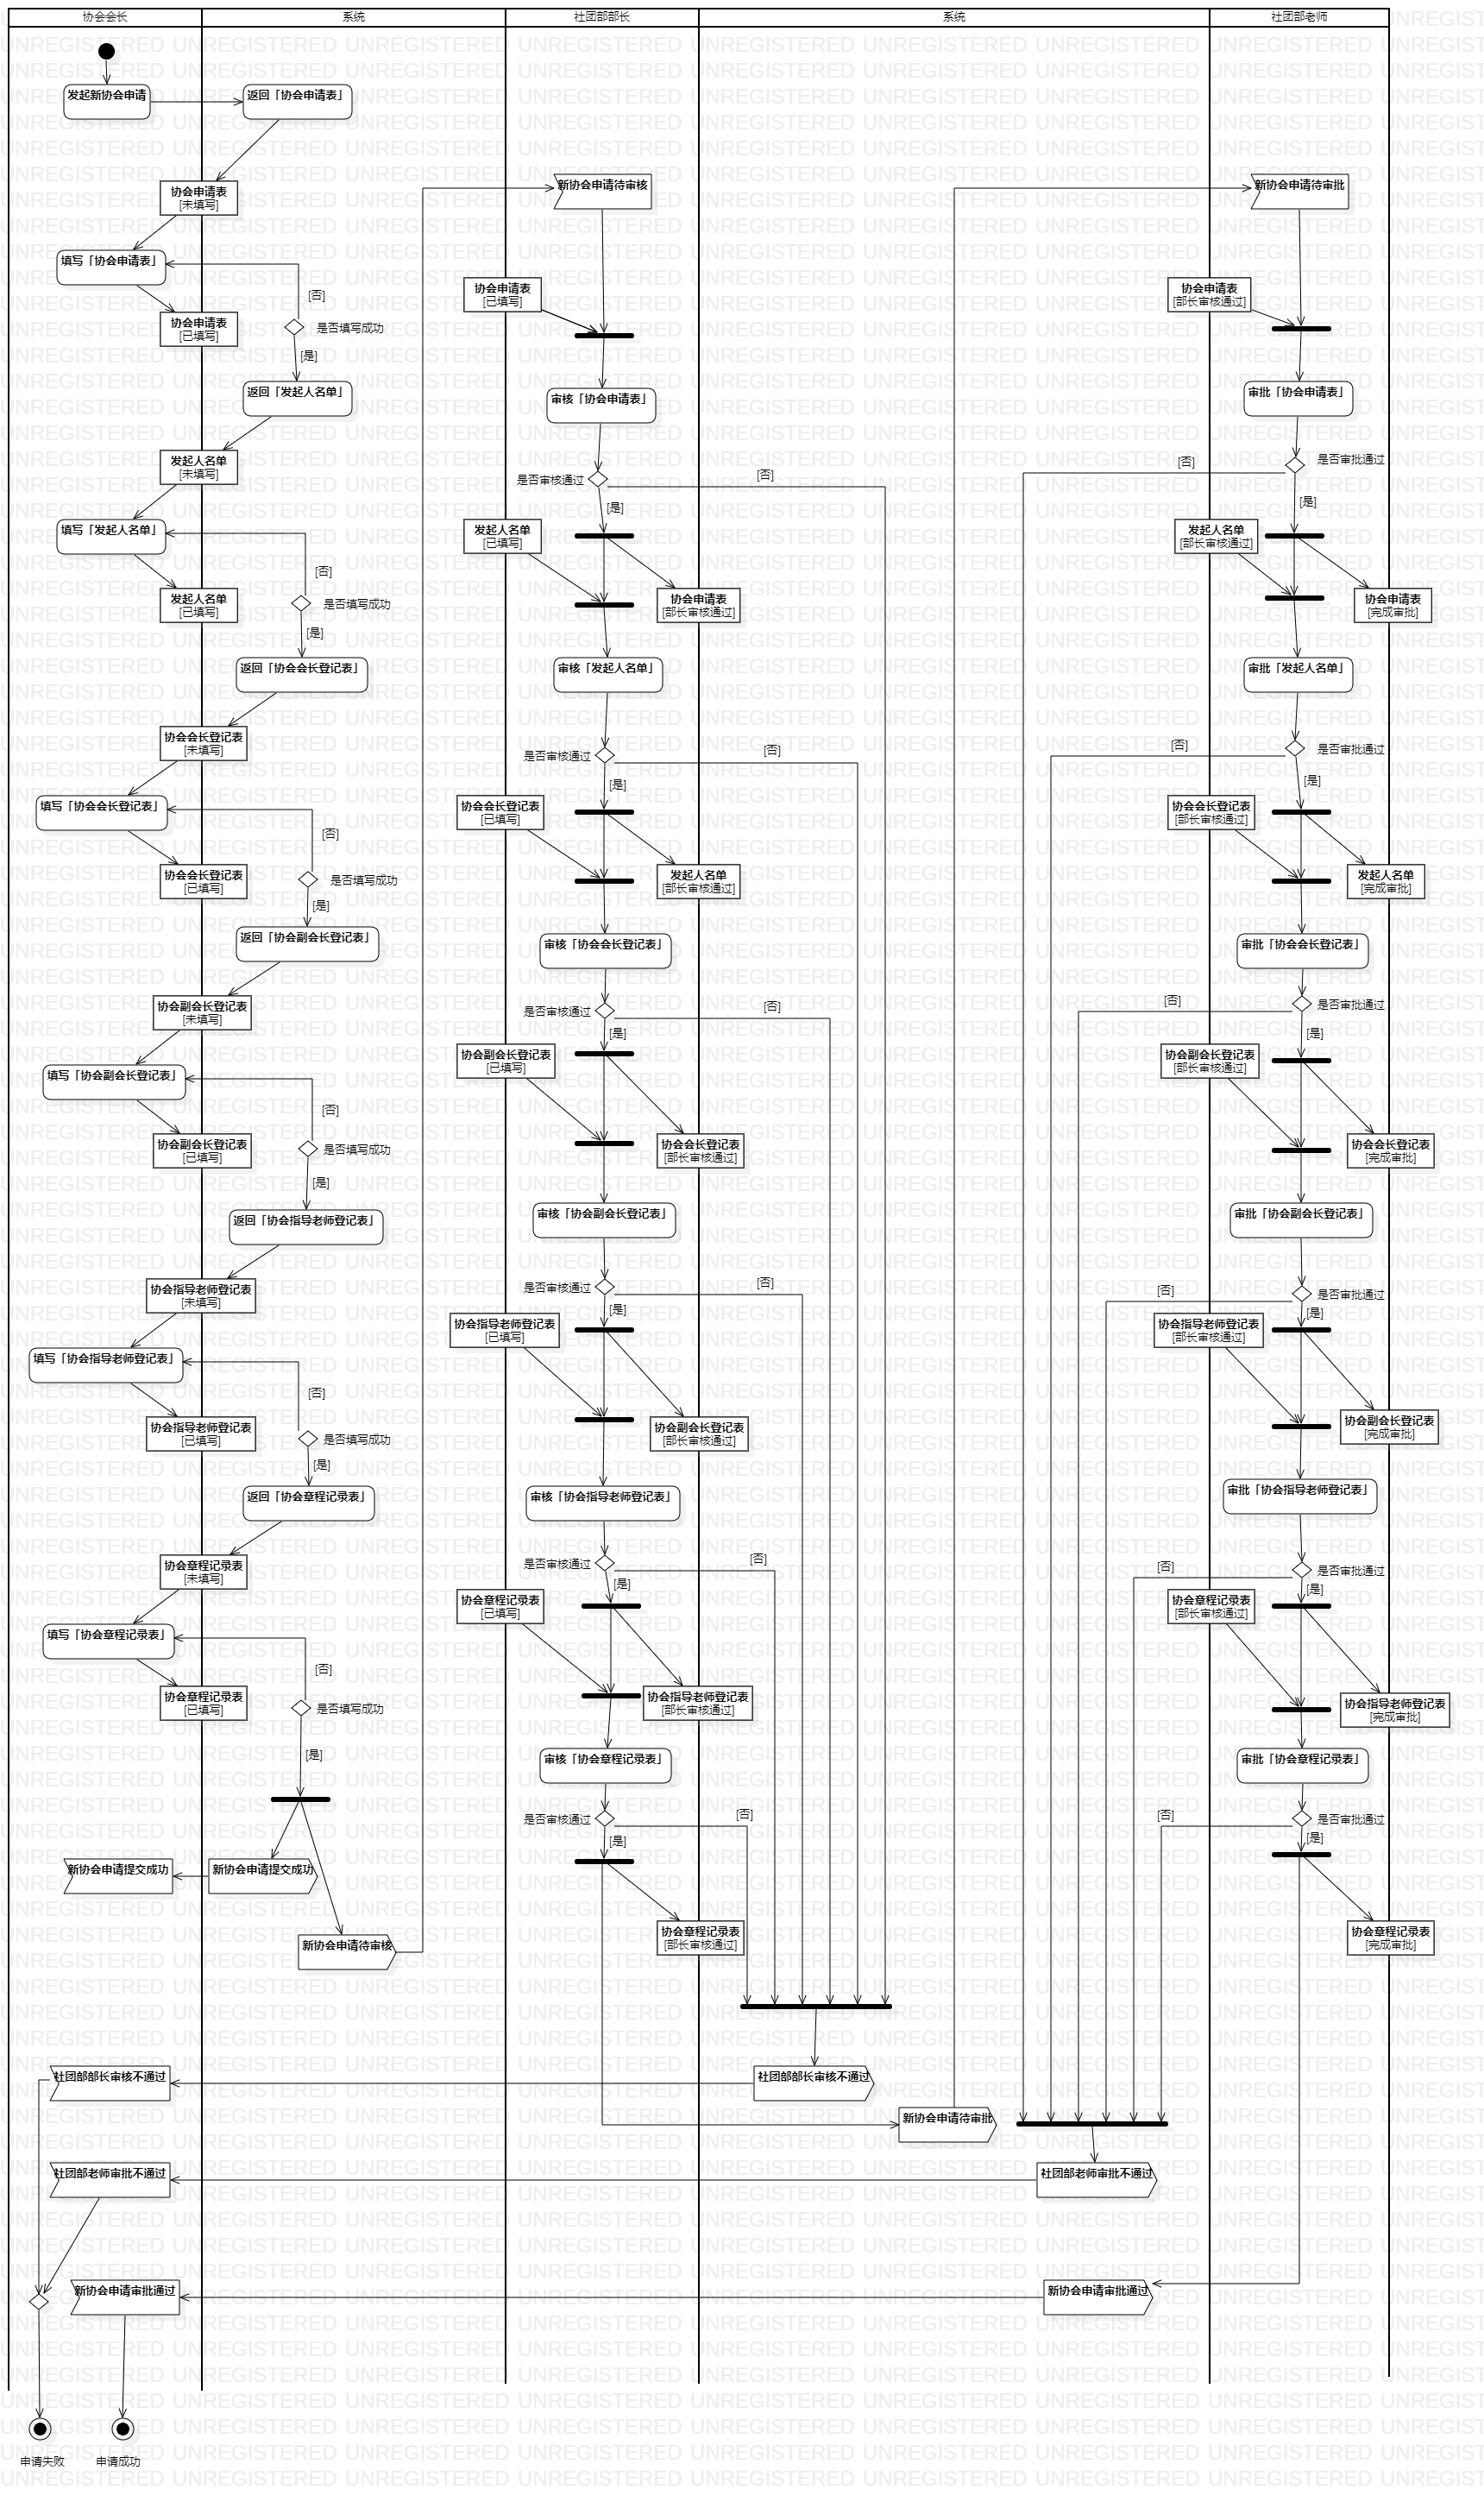 协会会长
系统
社团部部长
系统
社团部老师
发起新协会申请
返回「协会申请表」
协会申请表
[未填写]
填写「协会申请表」
[否]
协会申请表
[已填写]
是否填写成功
[是]
返回「发起人名单」
发起人名单
[未填写]
填写「发起人名单」
[否]
发起人名单
[已填写]
是否填写成功
[是]
返回「协会会长登记表」
协会会长登记表
[未填写]
填写「协会会长登记表」
[否]
协会会长登记表
[已填写]
是否填写成功
[是]
返回「协会副会长登记表」
协会副会长登记表
[未填写]
填写「协会副会长登记表」
[否]
协会副会长登记表
[已填写]
是否填写成功
[是]
返回「协会指导老师登记表」
协会指导老师登记表
[未填写]
填写「协会指导老师登记表」
[否]
协会指导老师登记表
[已填写]
是否填写成功
[是]
返回「协会章程记录表」
协会章程记录表
[未填写]
填写「协会章程记录表」
[否]
协会章程记录表
[已填写]
是否填写成功
[是]
新协会申请提交成功
新协会申请提交成功
新协会申请待审核
新协会申请待审核
协会申请表
[已填写]
审核「协会申请表」
是否审核通过
[否]
[是]
发起人名单
[已填写]
协会申请表
[部长审核通过]
审核「发起人名单」
是否审核通过
[否]
[是]
协会会长登记表
[已填写]
发起人名单
[部长审核通过]
审核「协会会长登记表」
是否审核通过
[否]
[是]
协会副会长登记表
[已填写]
协会会长登记表
[部长审核通过]
审核「协会副会长登记表」
是否审核通过
[否]
[是]
协会指导老师登记表
[已填写]
协会副会长登记表
[部长审核通过]
审核「协会指导老师登记表」
是否审核通过
[否]
[是]
协会章程记录表
[已填写]
协会指导老师登记表
[部长审核通过]
审核「协会章程记录表」
是否审核通过
[否]
[是]
协会章程记录表
[部长审核通过]
社团部部长审核不通过
社团部部长审核不通过
新协会申请待审批
新协会申请待审批
协会申请表
[部长审核通过]
审批「协会申请表」
是否审批通过
[否]
[是]
发起人名单
[部长审核通过]
协会申请表
[完成审批]
审批「发起人名单」
是否审批通过
[否]
[是]
协会会长登记表
[部长审核通过]
发起人名单
[完成审批]
审批「协会会长登记表」
是否审批通过
[否]
[是]
协会副会长登记表
[部长审核通过]
协会会长登记表
[完成审批]
审批「协会副会长登记表」
是否审批通过
[否]
[是]
协会指导老师登记表
[部长审核通过]
协会副会长登记表
[完成审批]
审批「协会指导老师登记表」
是否审批通过
[否]
[是]
协会章程记录表
[部长审核通过]
协会指导老师登记表
[完成审批]
审批「协会章程记录表」
是否审批通过
[否]
[是]
协会章程记录表
[完成审批]
社团部老师审批不通过
社团部老师审批不通过
新协会申请审批通过
新协会申请审批通过
申请失败
申请成功